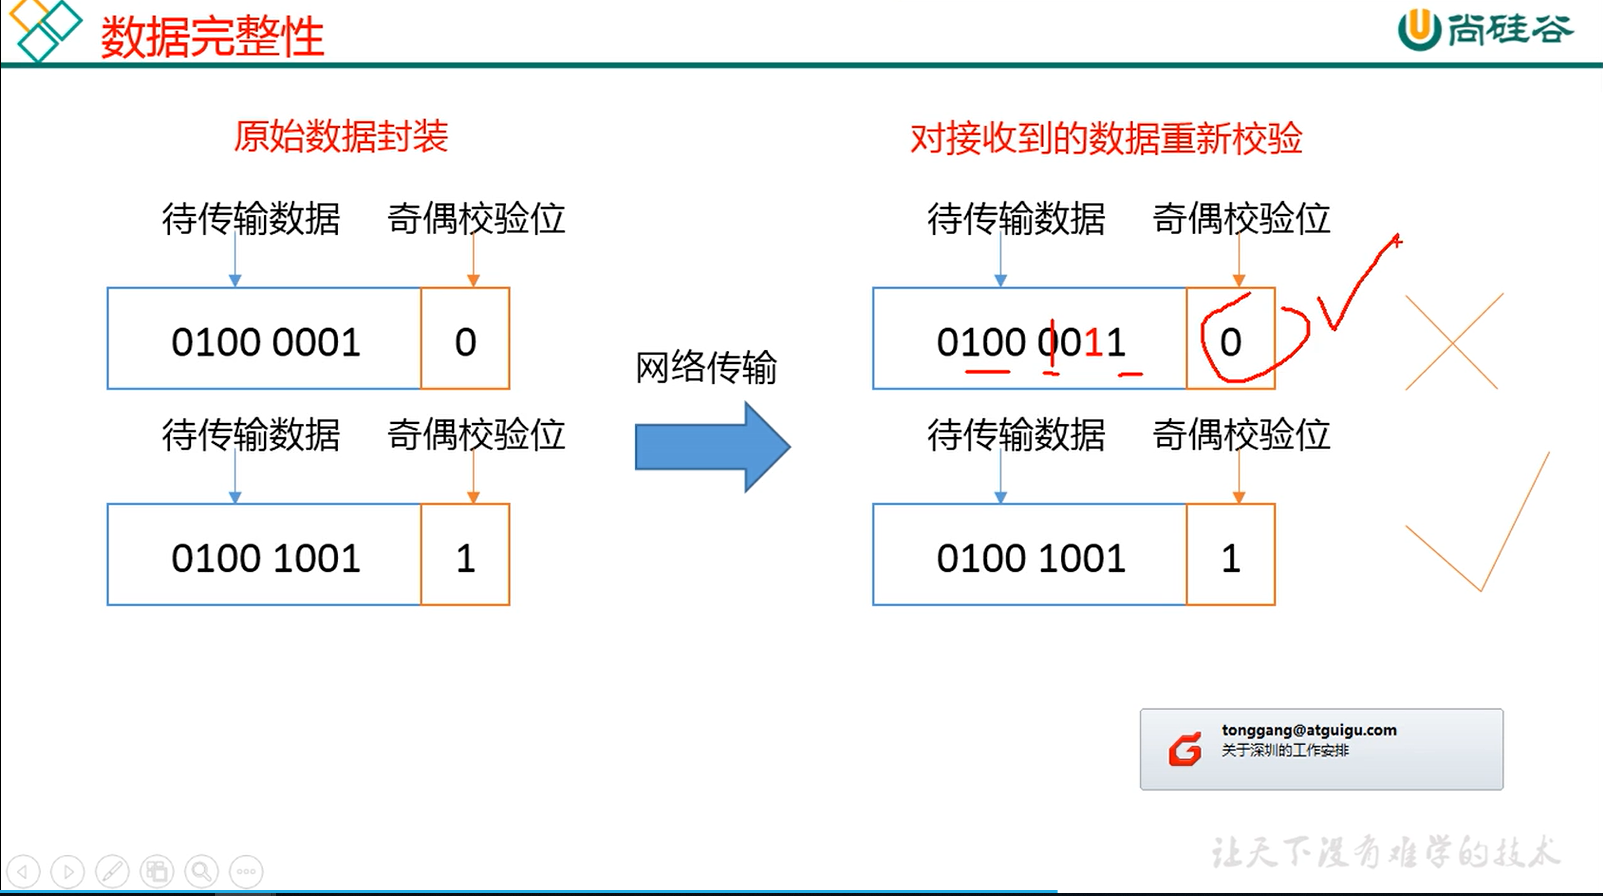 数据完整性
尚硅谷
原始数据封装
对接收到的数据重新校验
待传输数据 奇偶校验位
待传输数据 奇偶校验位
0100 0001 0
0100 0011 0
网络传输
待传输数据 奇偶校验位
待传输数据 奇偶校验位
0100 1001 1
0100 1001 1
tonggang@atguigu.com
关于深圳的工作安排
让天下没有难学的技术